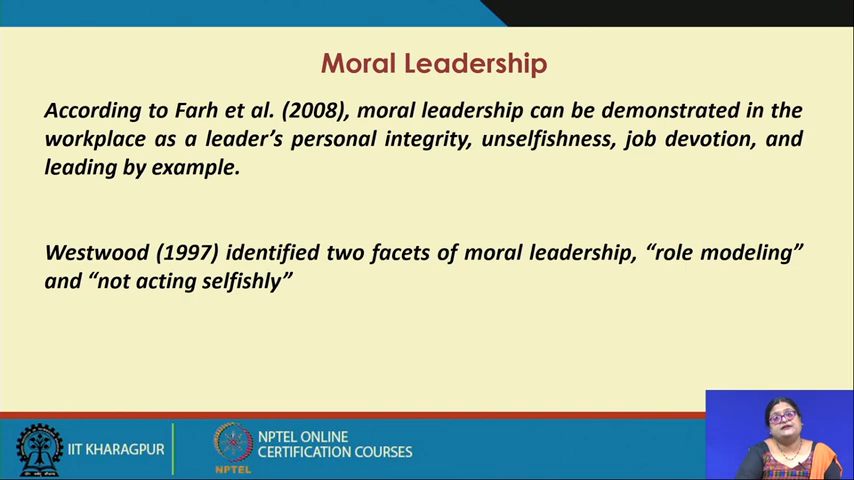 Moral Leadership
According to Farh et al. (2008), moral leadership can be demonstrated in the
workplace as a leader's personal integrity, unselfishness, job devotion, and
leading by example.
Westwood (1997) identified two facets of moral leadership, “role modeling”
and “not acting selfishly”
IIT KHARAGPUR
NPTEL
NPTEL ONLINE
CERTIFICATION COURSES